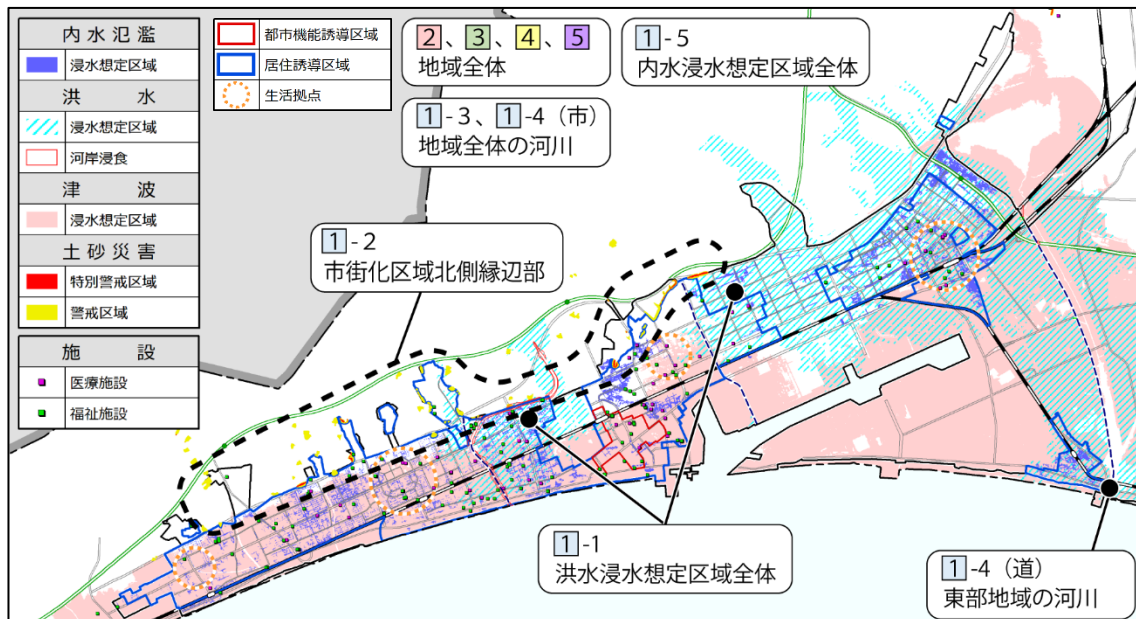 内水氾濫
浸水想定区域
洪　水
浸水想定区域
河岸浸食
津　波
浸水想定区域
土砂災害
特別警戒区域
警戒区域
施　設
医療施設
福祉施設
都市機能誘導区域
居住誘導区域
生活拠点
2、3、4、5
地域全体
1-3、1-4（市）
地域全体の河川
1-5
内水浸水想定区域全体
1-2
市街化区域北側縁辺部
1-1
洪水浸水想定区域全体
1-4（道）
東部地域の河川